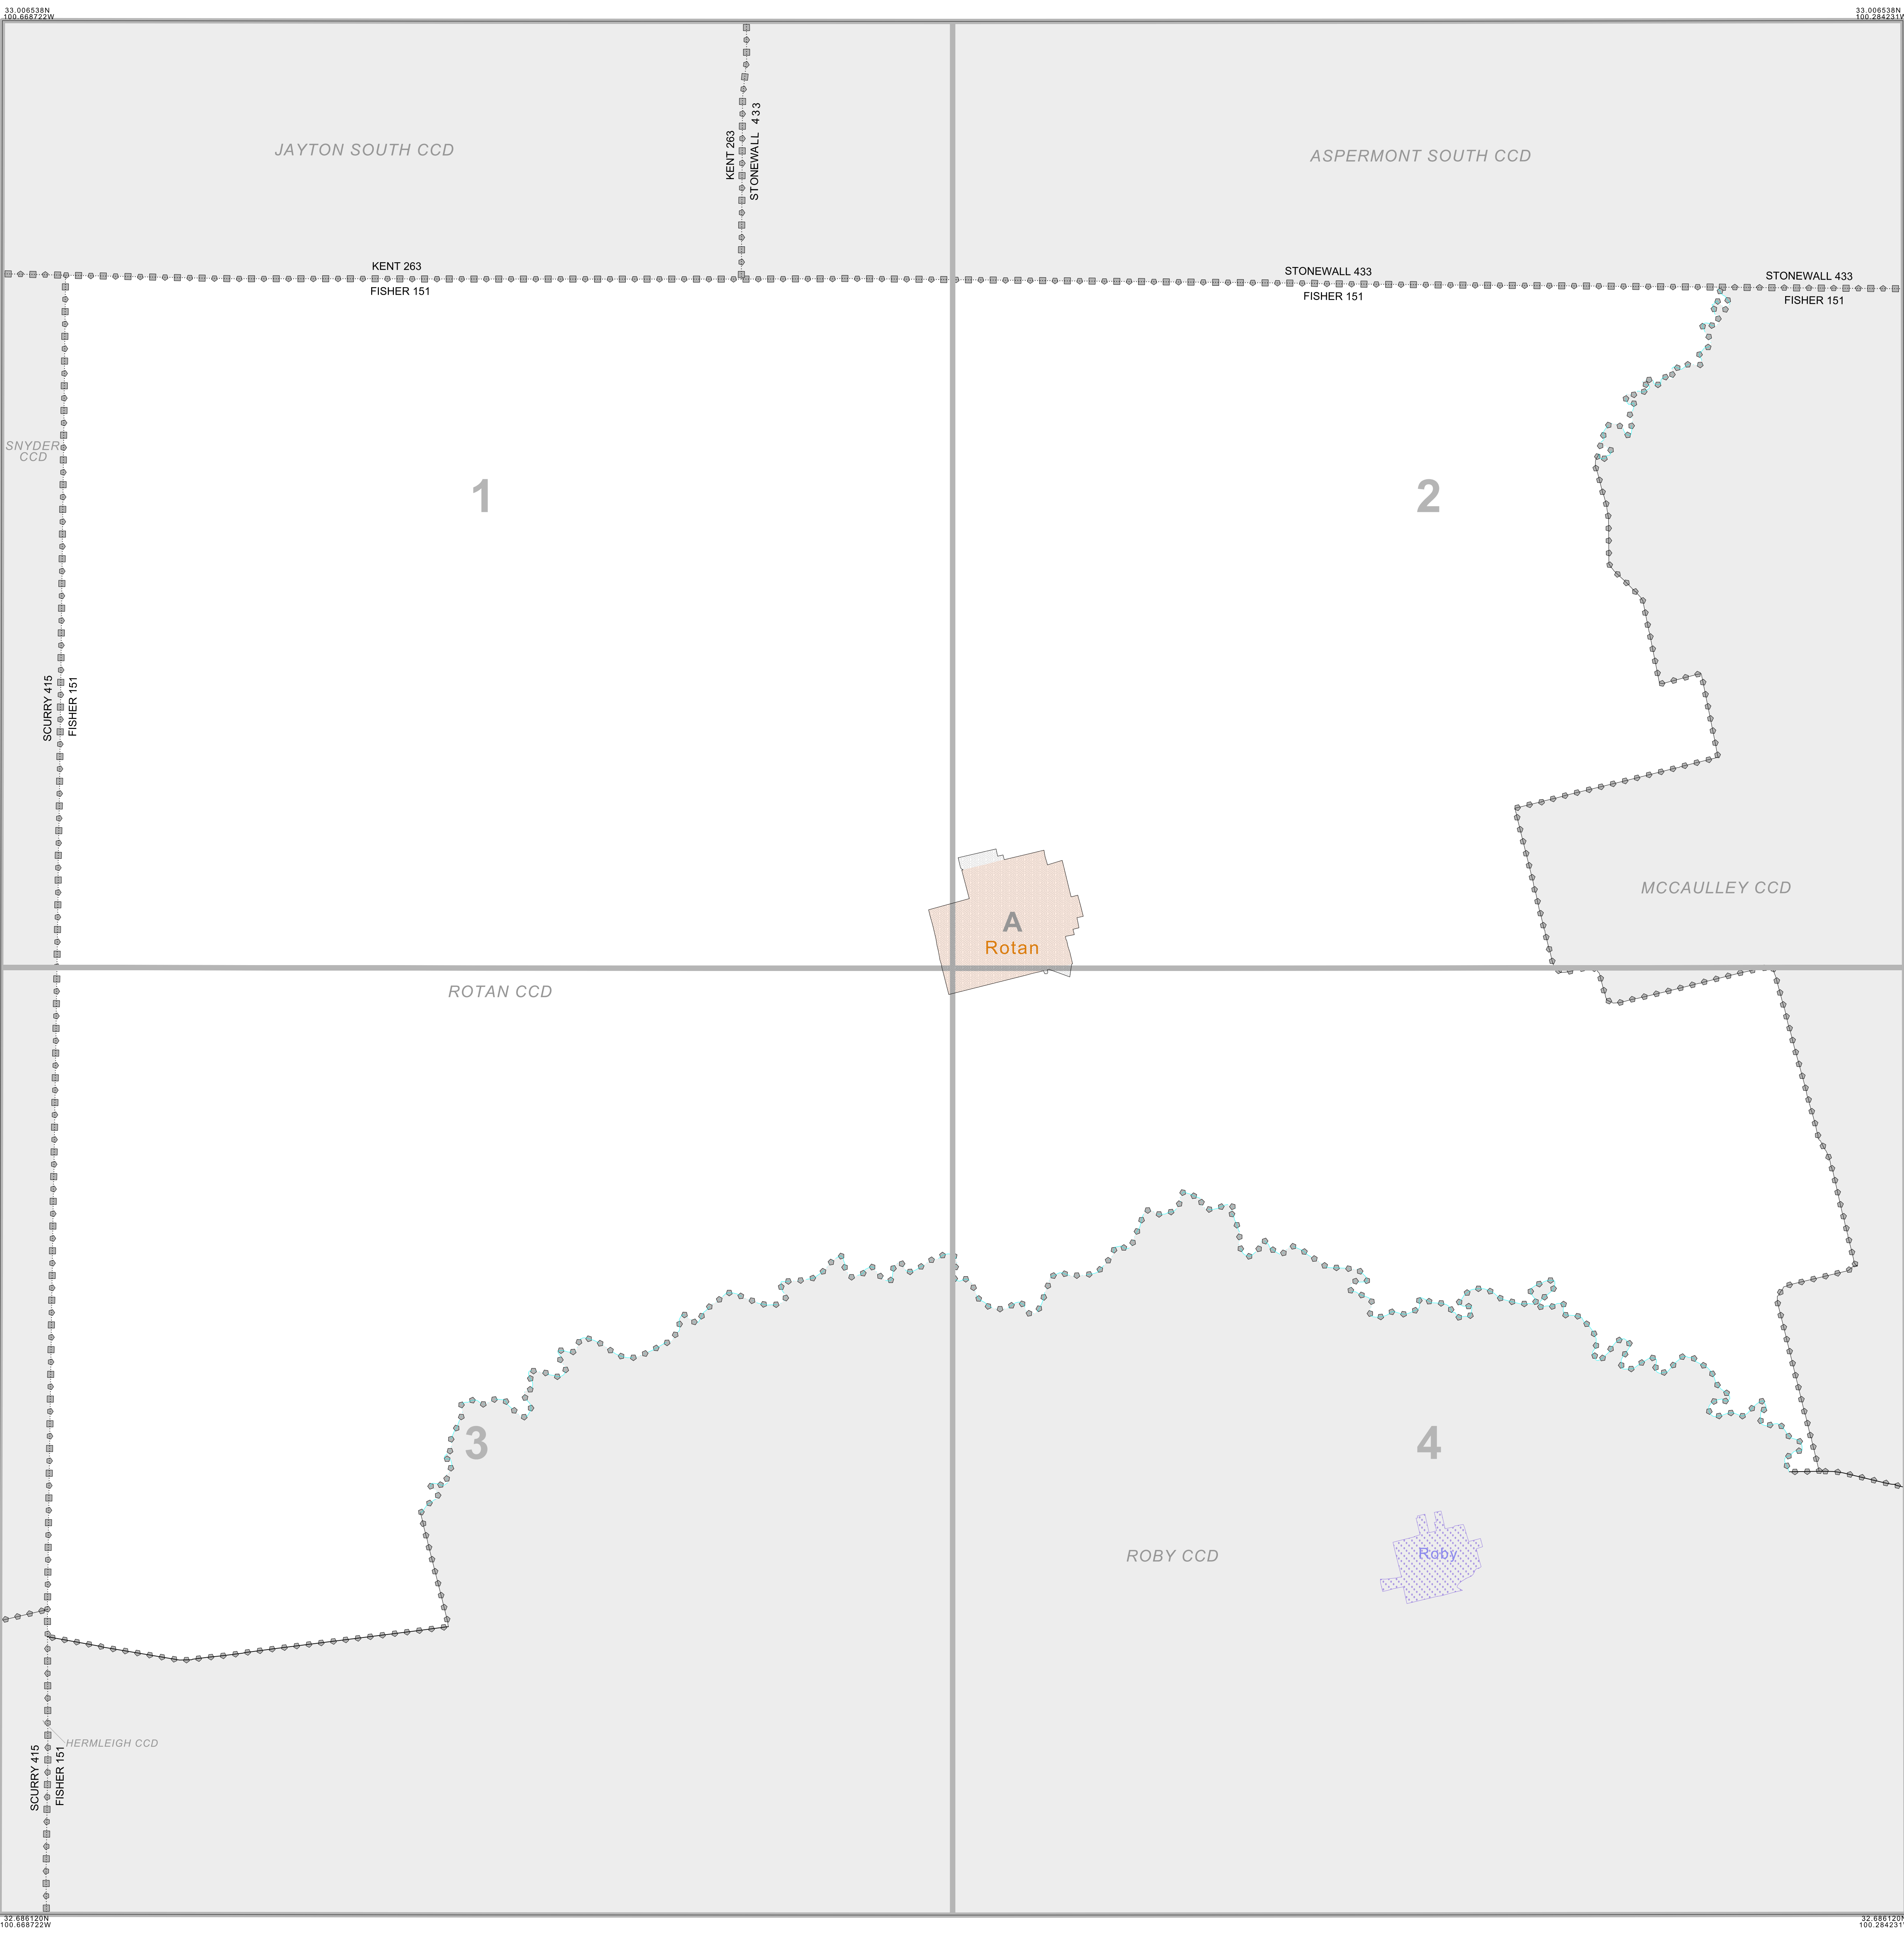 33.006538N
100.668722W
33.006538N
100.284231W
JAYTON SOUTH CCD
KENT 263
STONEWALL 433
ASPERMONT SOUTH CCD
KENT 263
FISHER 151
STONEWALL 433
FISHER 151
STONEWALL 433
FISHER 151
SNYDER
CCD
1
2
SCURRY 415
FISHER 151
MCCAULLEY CCD
A
Rotan
ROTAN CCD
3
4
ROBY CCD
Roby
HERMLEIGH CCD
SCURRY 415
FISHER 151
32.686120N
100.668722W
32.686120N
100.284231W